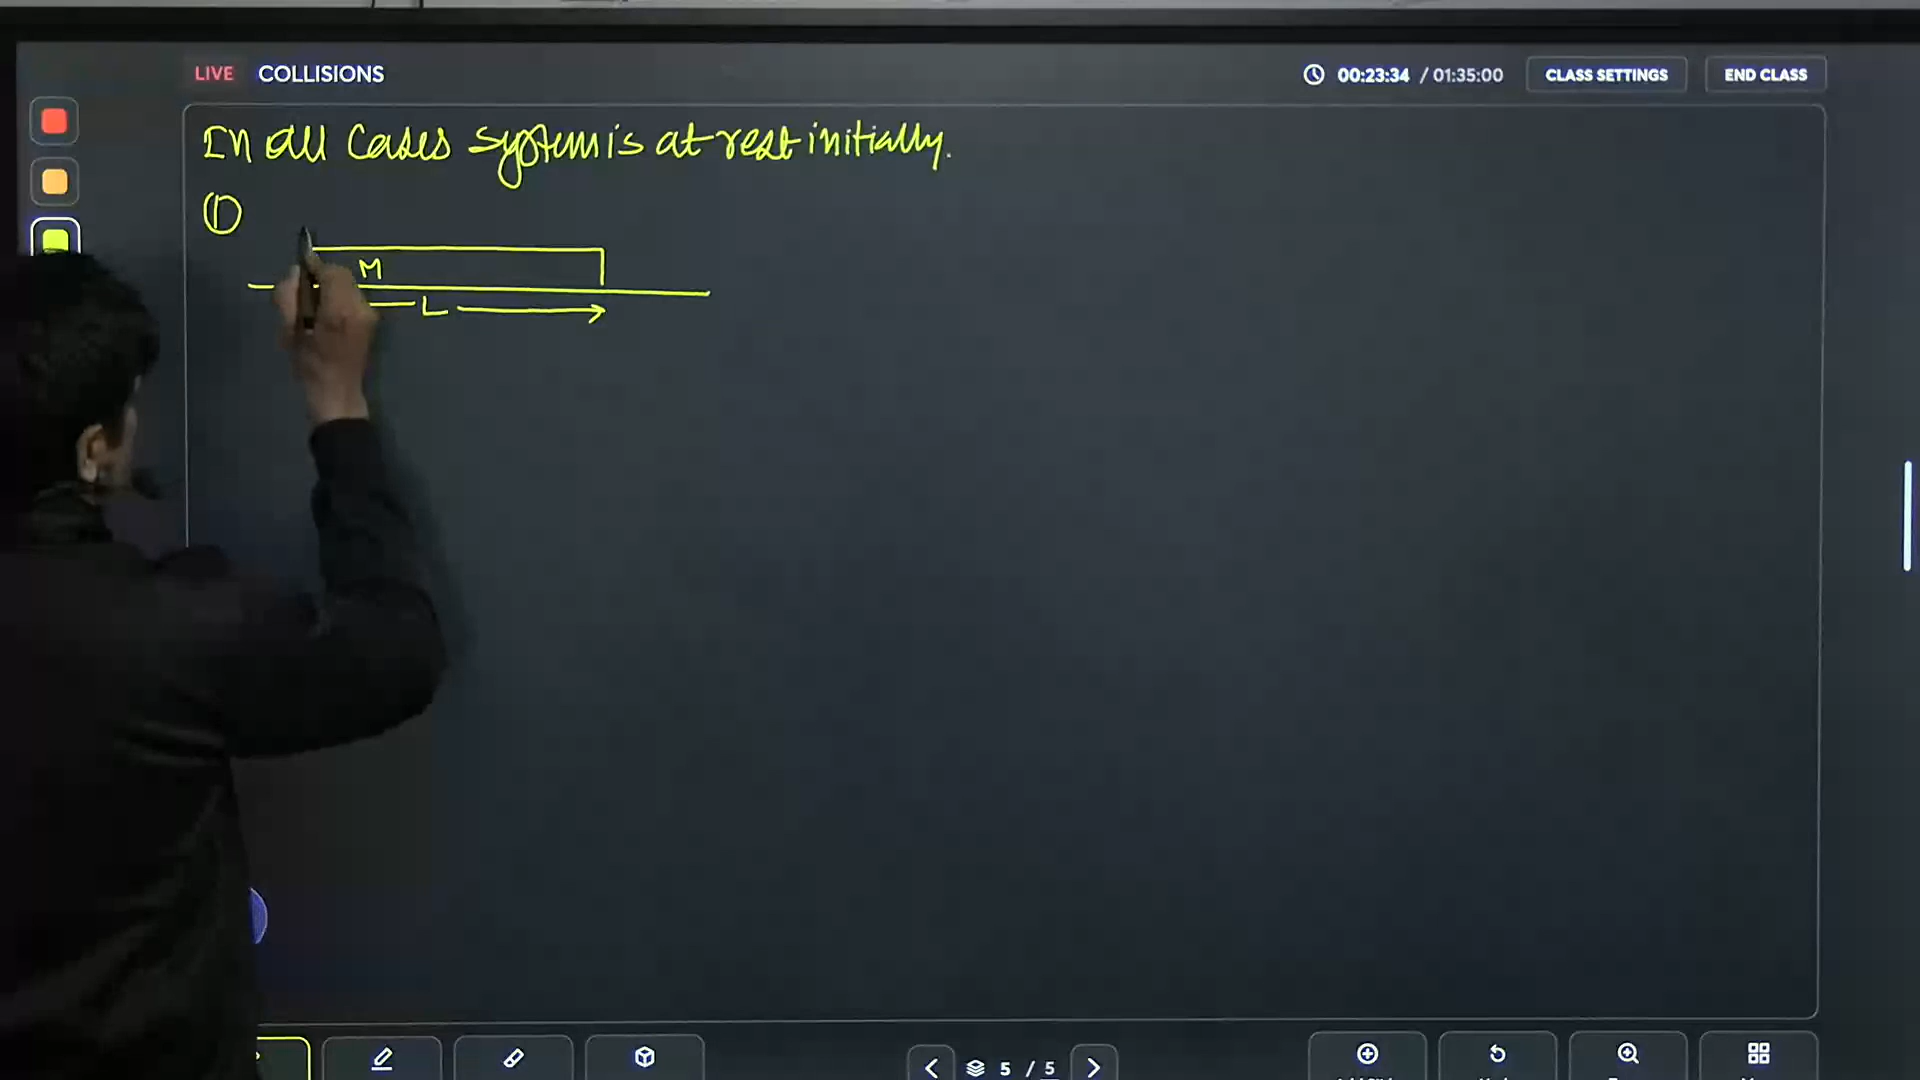 LIVE COLLISIONS 00:23:34 / 01:35:00 CLASS SETTINGS END CLASS
In all Cases system is at rest initially.
①
M
L
5 / 5